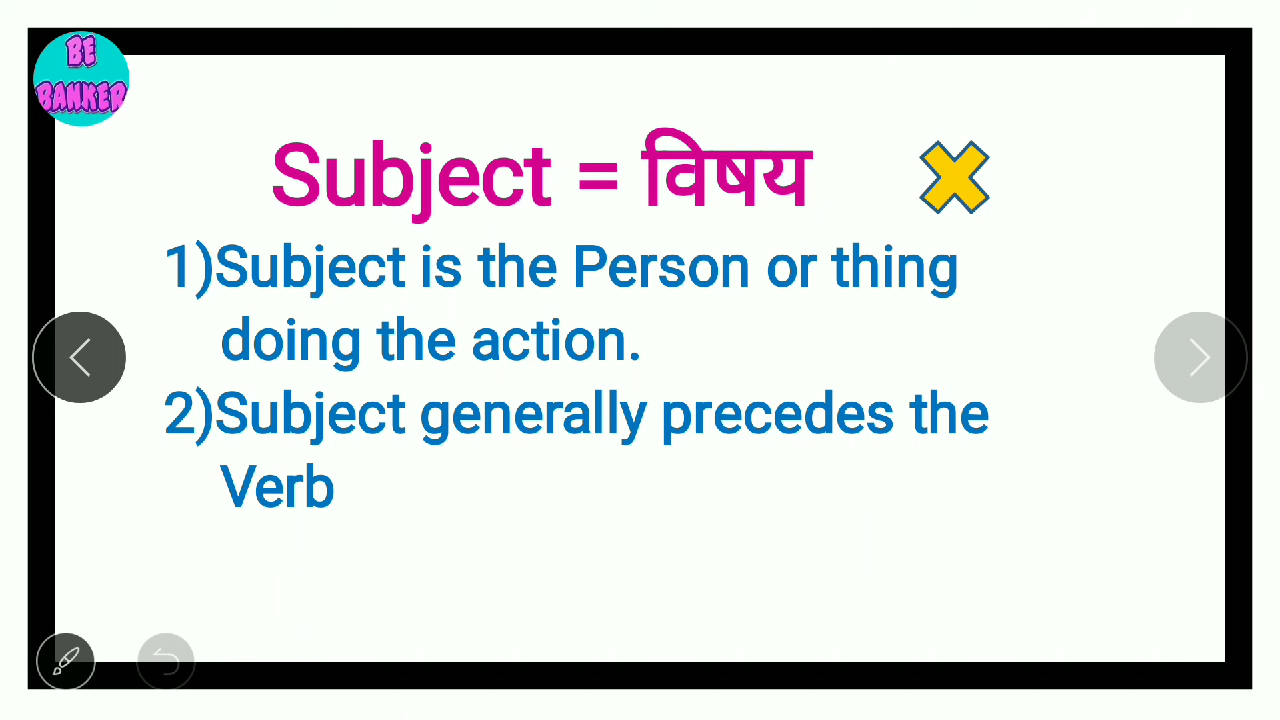 BE
BANKER
Subject = विषय
1)Subject is the Person or thing
doing the action.
2)Subject generally precedes the
Verb